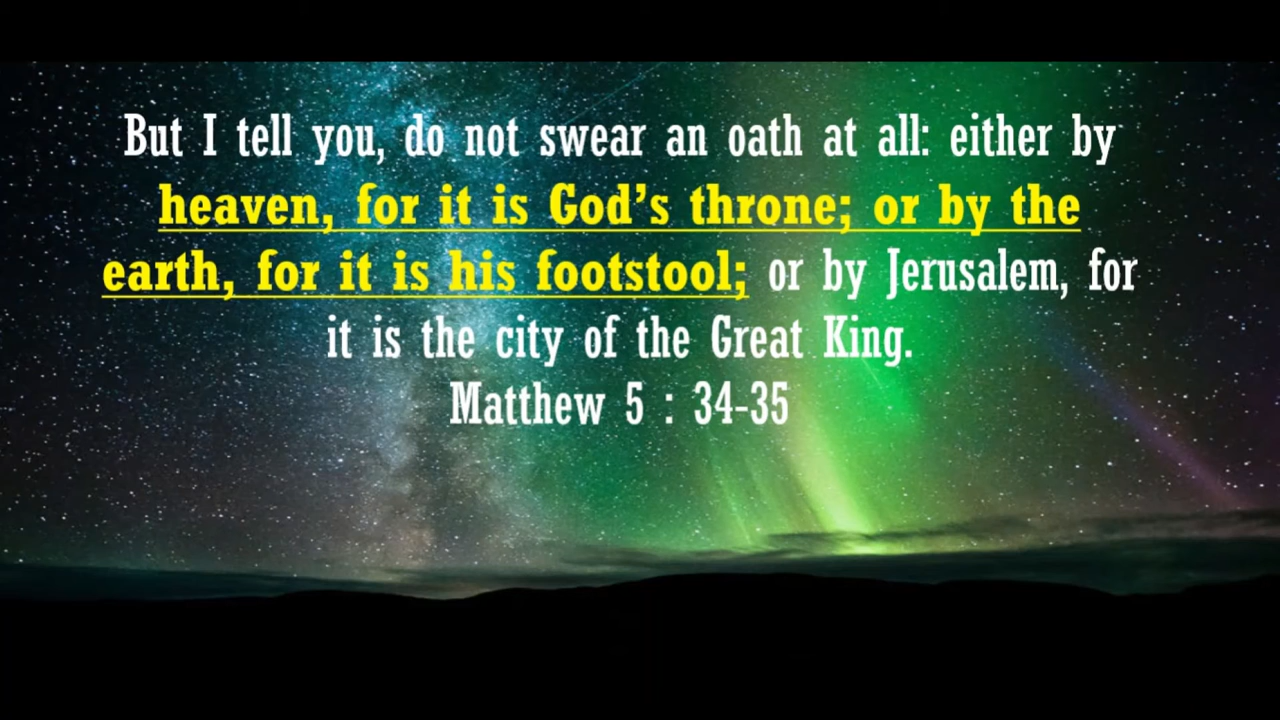 But I tell you, do not swear an oath at all: either by
heaven, for it is God’s throne; or by the
earth, for it is his footstool; or by Jerusalem, for
it is the city of the Great King.
Matthew 5 : 34-35